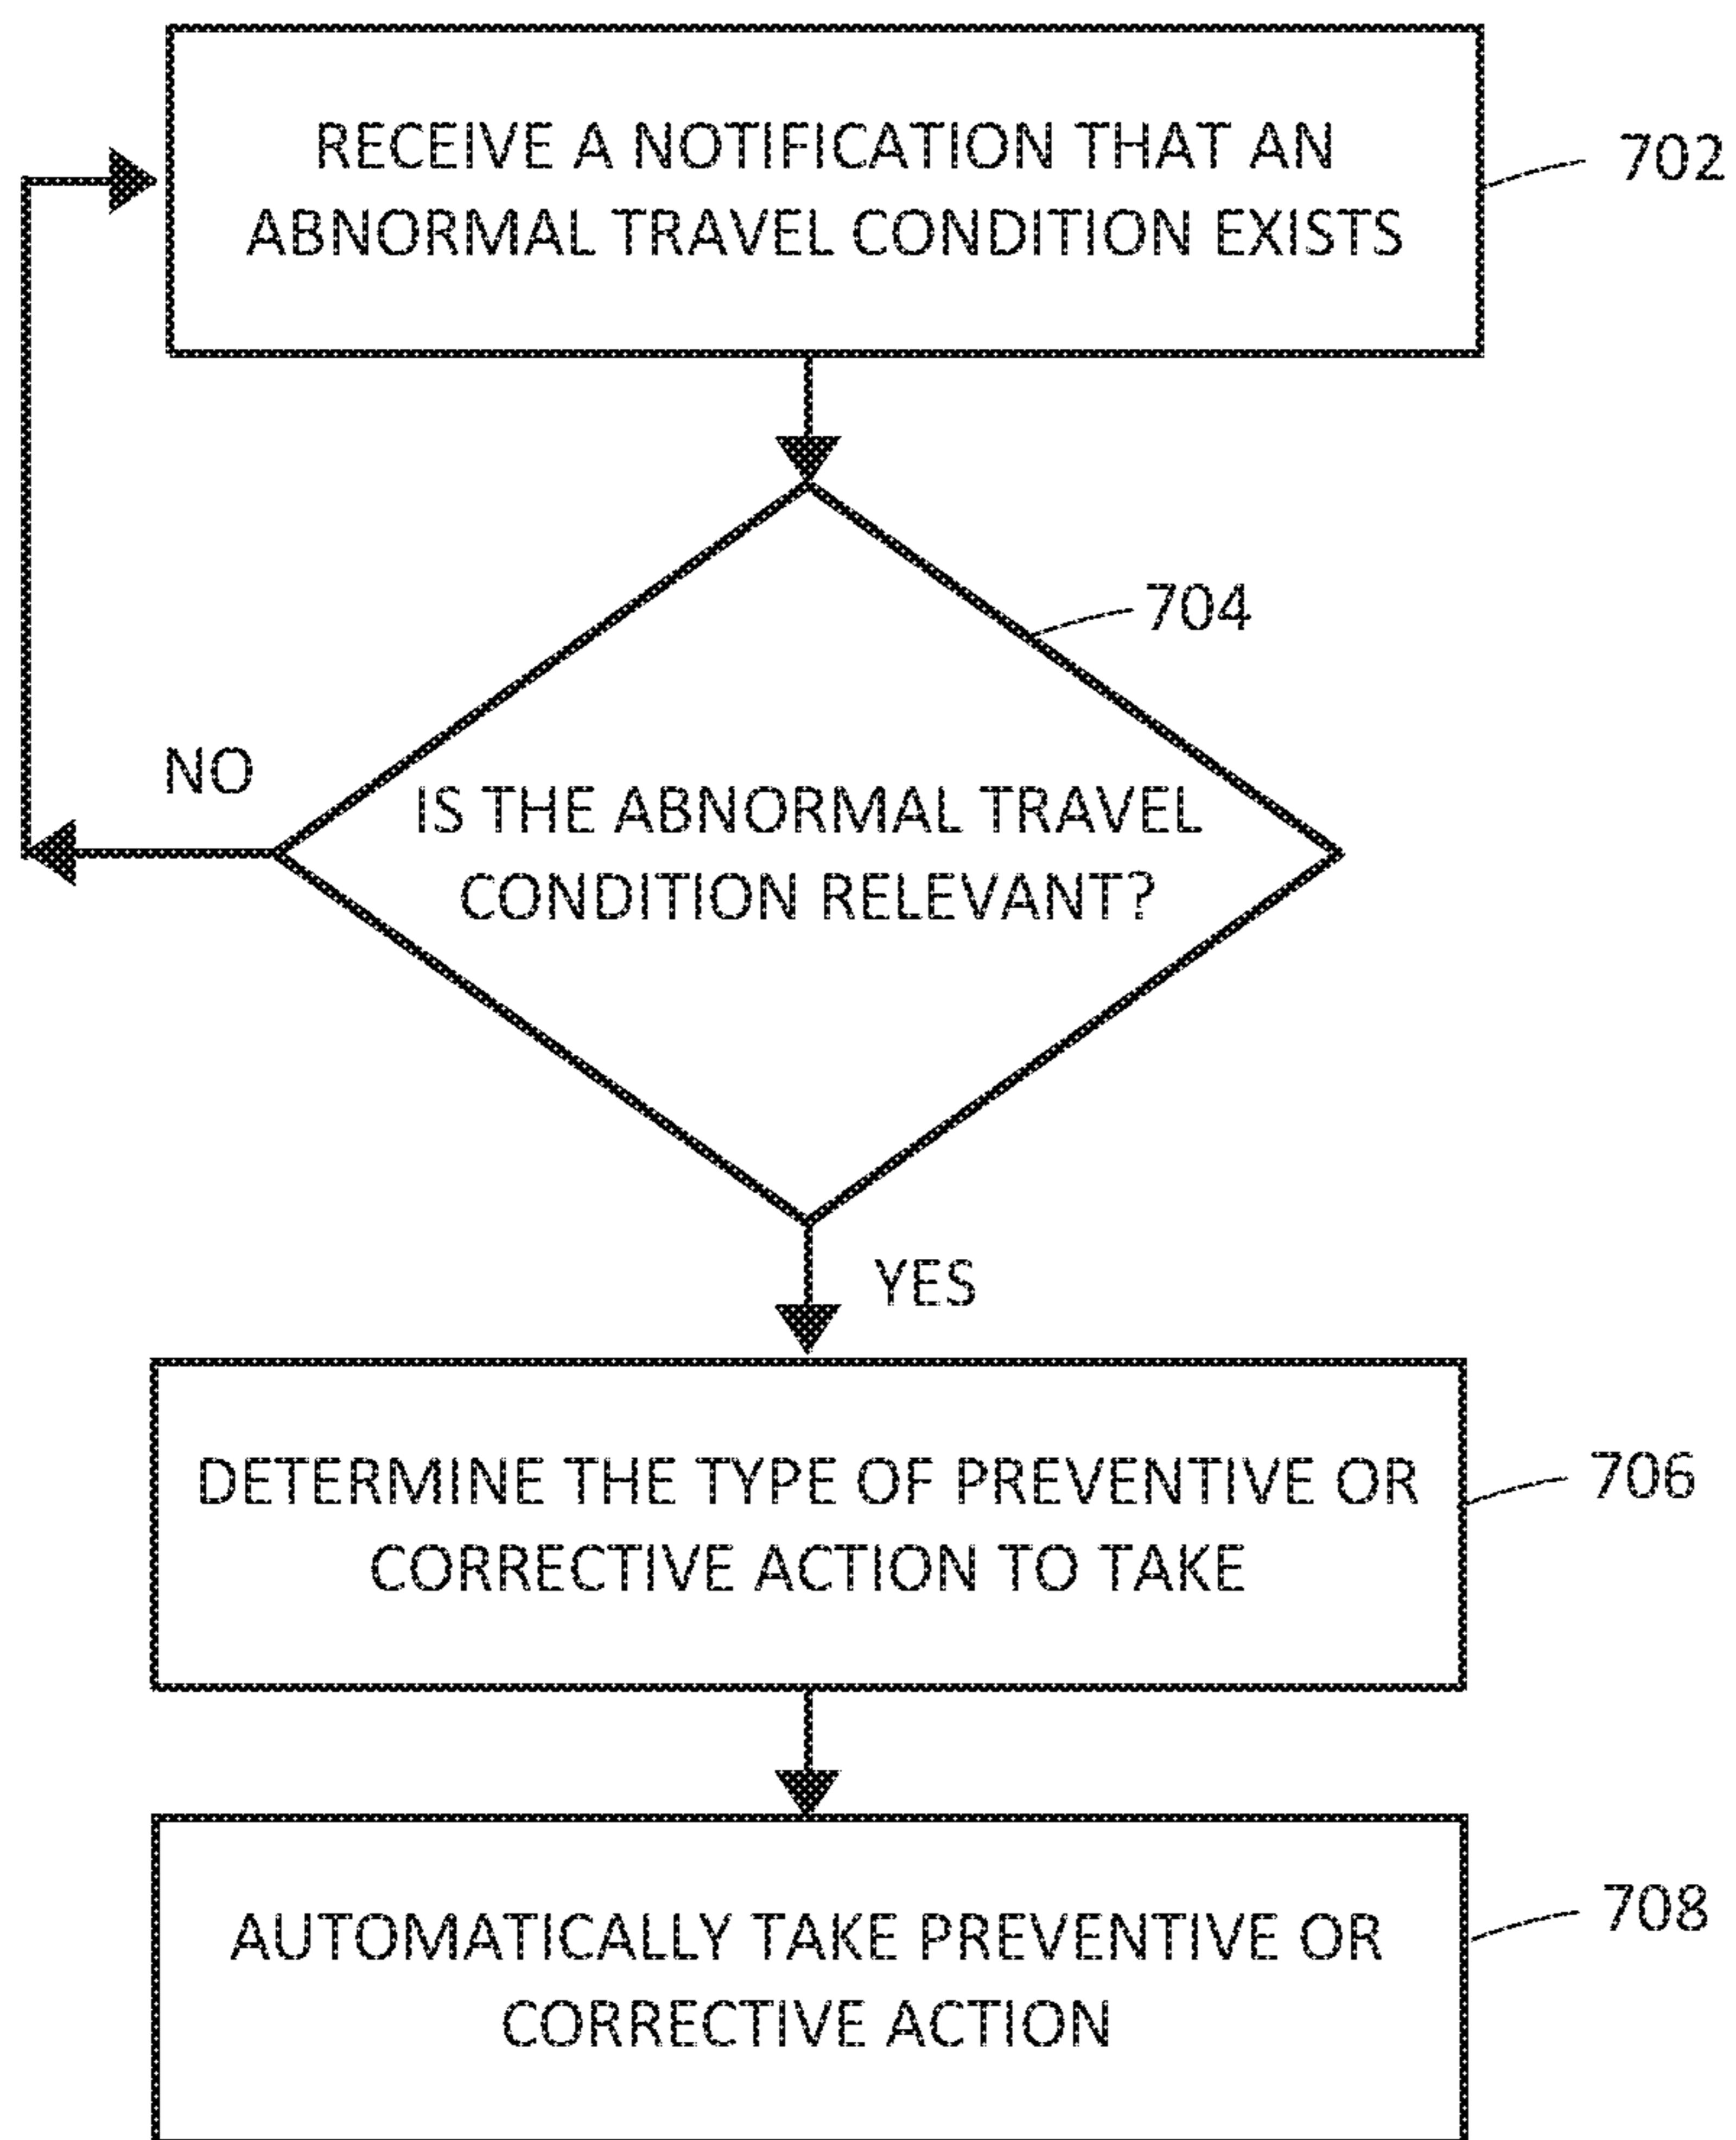 RECEIVE A NOTIFICATION THAT AN
ABNORMAL TRAVEL CONDITION EXISTS
702
704
NO
IS THE ABNORMAL TRAVEL
CONDITION RELEVANT?
YES
DETERMINE THE TYPE OF PREVENTIVE OR
CORRECTIVE ACTION TO TAKE
706
AUTOMATICALLY TAKE PREVENTIVE OR
CORRECTIVE ACTION
708